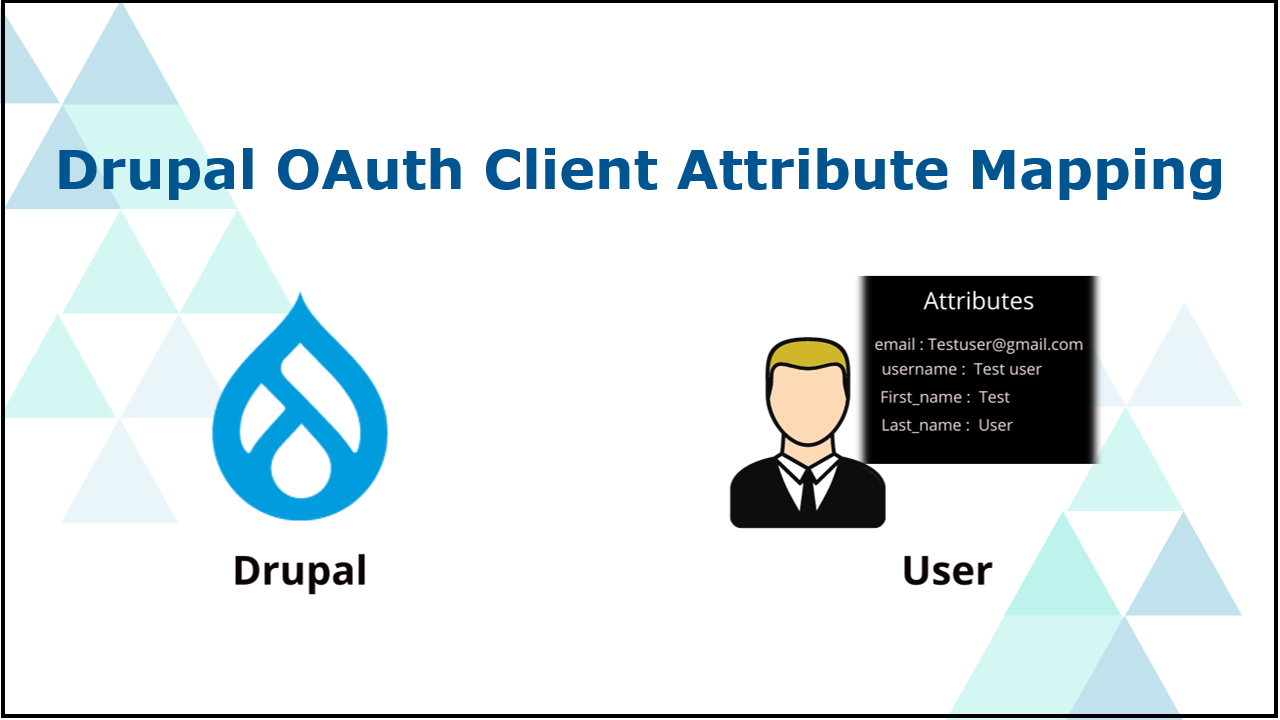 Drupal OAuth Client Attribute Mapping
Attributes
email : Testuser@gmail.com
username :  Test user
First_name :  Test
Last_name :  User
Drupal
User